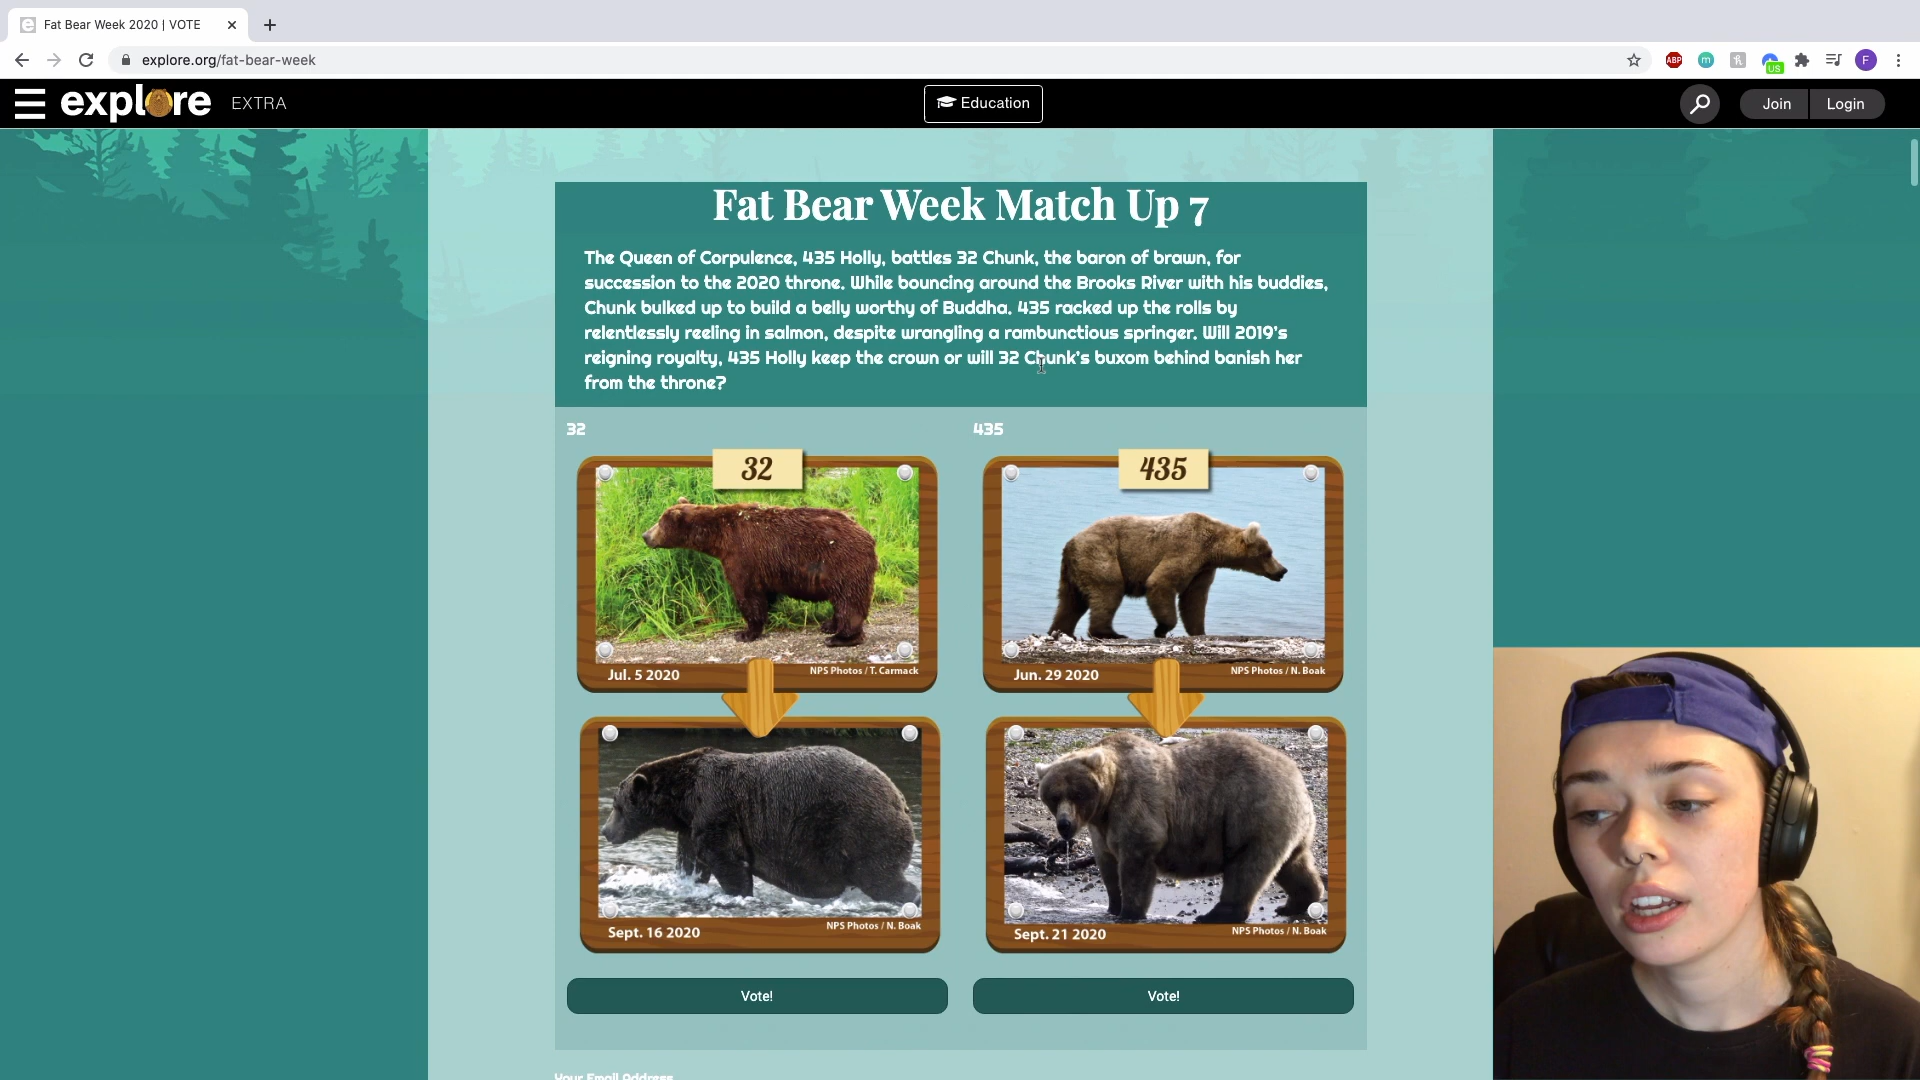 Fat Bear Week 2020 | VOTE
explore.org/fat-bear-week
ABP
m
US
F
explore EXTRA
Education
Join
Login
Fat Bear Week Match Up 7
The Queen of Corpulence, 435 Holly, battles 32 Chunk, the baron of brawn, for
succession to the 2020 throne. While bouncing around the Brooks River with his buddies,
Chunk bulked up to build a belly worthy of Buddha. 435 racked up the rolls by
relentlessly reeling in salmon, despite wrangling a rambunctious springer. Will 2019's
reigning royalty, 435 Holly keep the crown or will 32 Chunk's buxom behind banish her
from the throne?
32
435
32
435
Jul. 5 2020
NPS Photos / T. Carmack
Jun. 29 2020
NPS Photos / N. Boak
Sept. 16 2020
NPS Photos / N. Boak
Sept. 21 2020
NPS Photos / N. Boak
Vote!
Vote!
Your Email Address